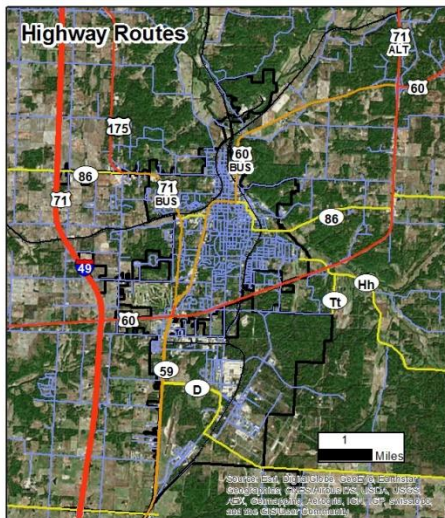 Highway Routes
71
ALT
60
175
60
BUS
86
71
BUS
71
86
49
Tt
Hh
60
59
D
1
Miles
Source: Esri, DigitalGlobe, GeoEye, Earthstar
Geographics, CNES/Airbus DS, USDA, USGS,
AEX, Getmapping, Aerogrid, IGN, IGP, swisstopo,
and the GIS User Community